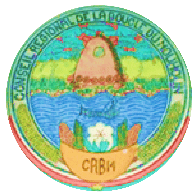 CONSEIL REGIONAL DE LA BOUCLE DU MOUHOUN
CRBM